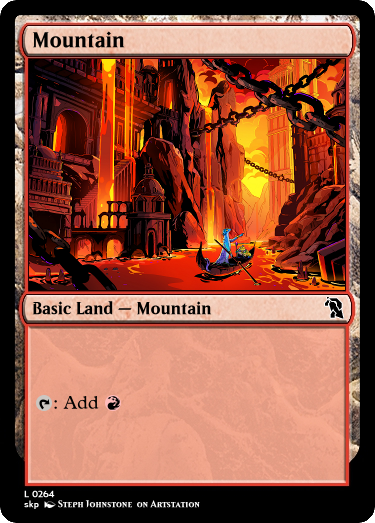 Mountain
Basic Land — Mountain
: Add
L 0264
skp Steph Johnstone on Artstation